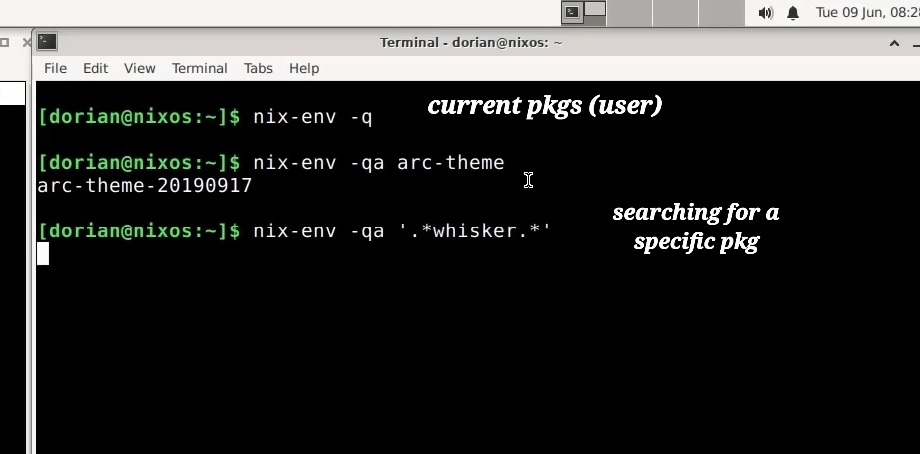 Tue 09 Jun, 08:28
Terminal - dorian@nixos: ~
File Edit View Terminal Tabs Help
[dorian@nixos:~]$ nix-env -q
current pkgs (user)
[dorian@nixos:~]$ nix-env -qa arc-theme
arc-theme-20190917
[dorian@nixos:~]$ nix-env -qa '.*whisker.*'
searching for a
specific pkg